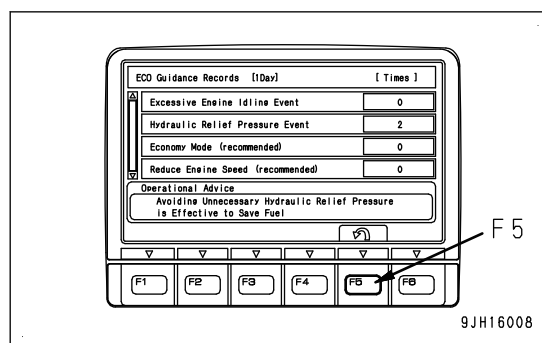 ECO Guidance Records [1Day] [ Times ]
Excessive Engine Idling Event 0
Hydraulic Relief Pressure Event 2
Economy Mode (recommended) 0
Reduce Engine Speed (recommended) 0
Operational Advice
Avoiding Unnecessary Hydraulic Relief Pressure
is Effective to Save Fuel
F5
F1 F2 F3 F4 F5 F6
9JH16008